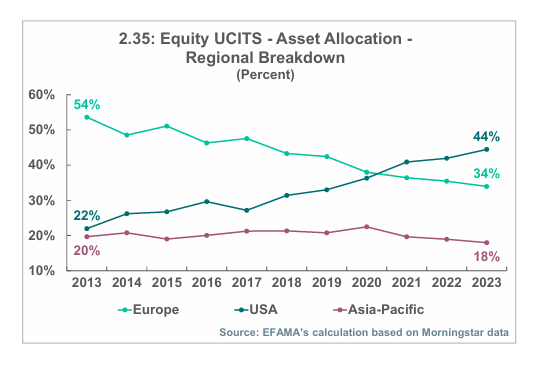 2.35: Equity UCITS - Asset Allocation -
Regional Breakdown
(Percent)
60%
50%
40%
30%
20%
10%
54%
22%
20%
44%
34%
18%
2013 2014 2015 2016 2017 2018 2019 2020 2021 2022 2023
Europe USA Asia-Pacific
Source: EFAMA's calculation based on Morningstar data